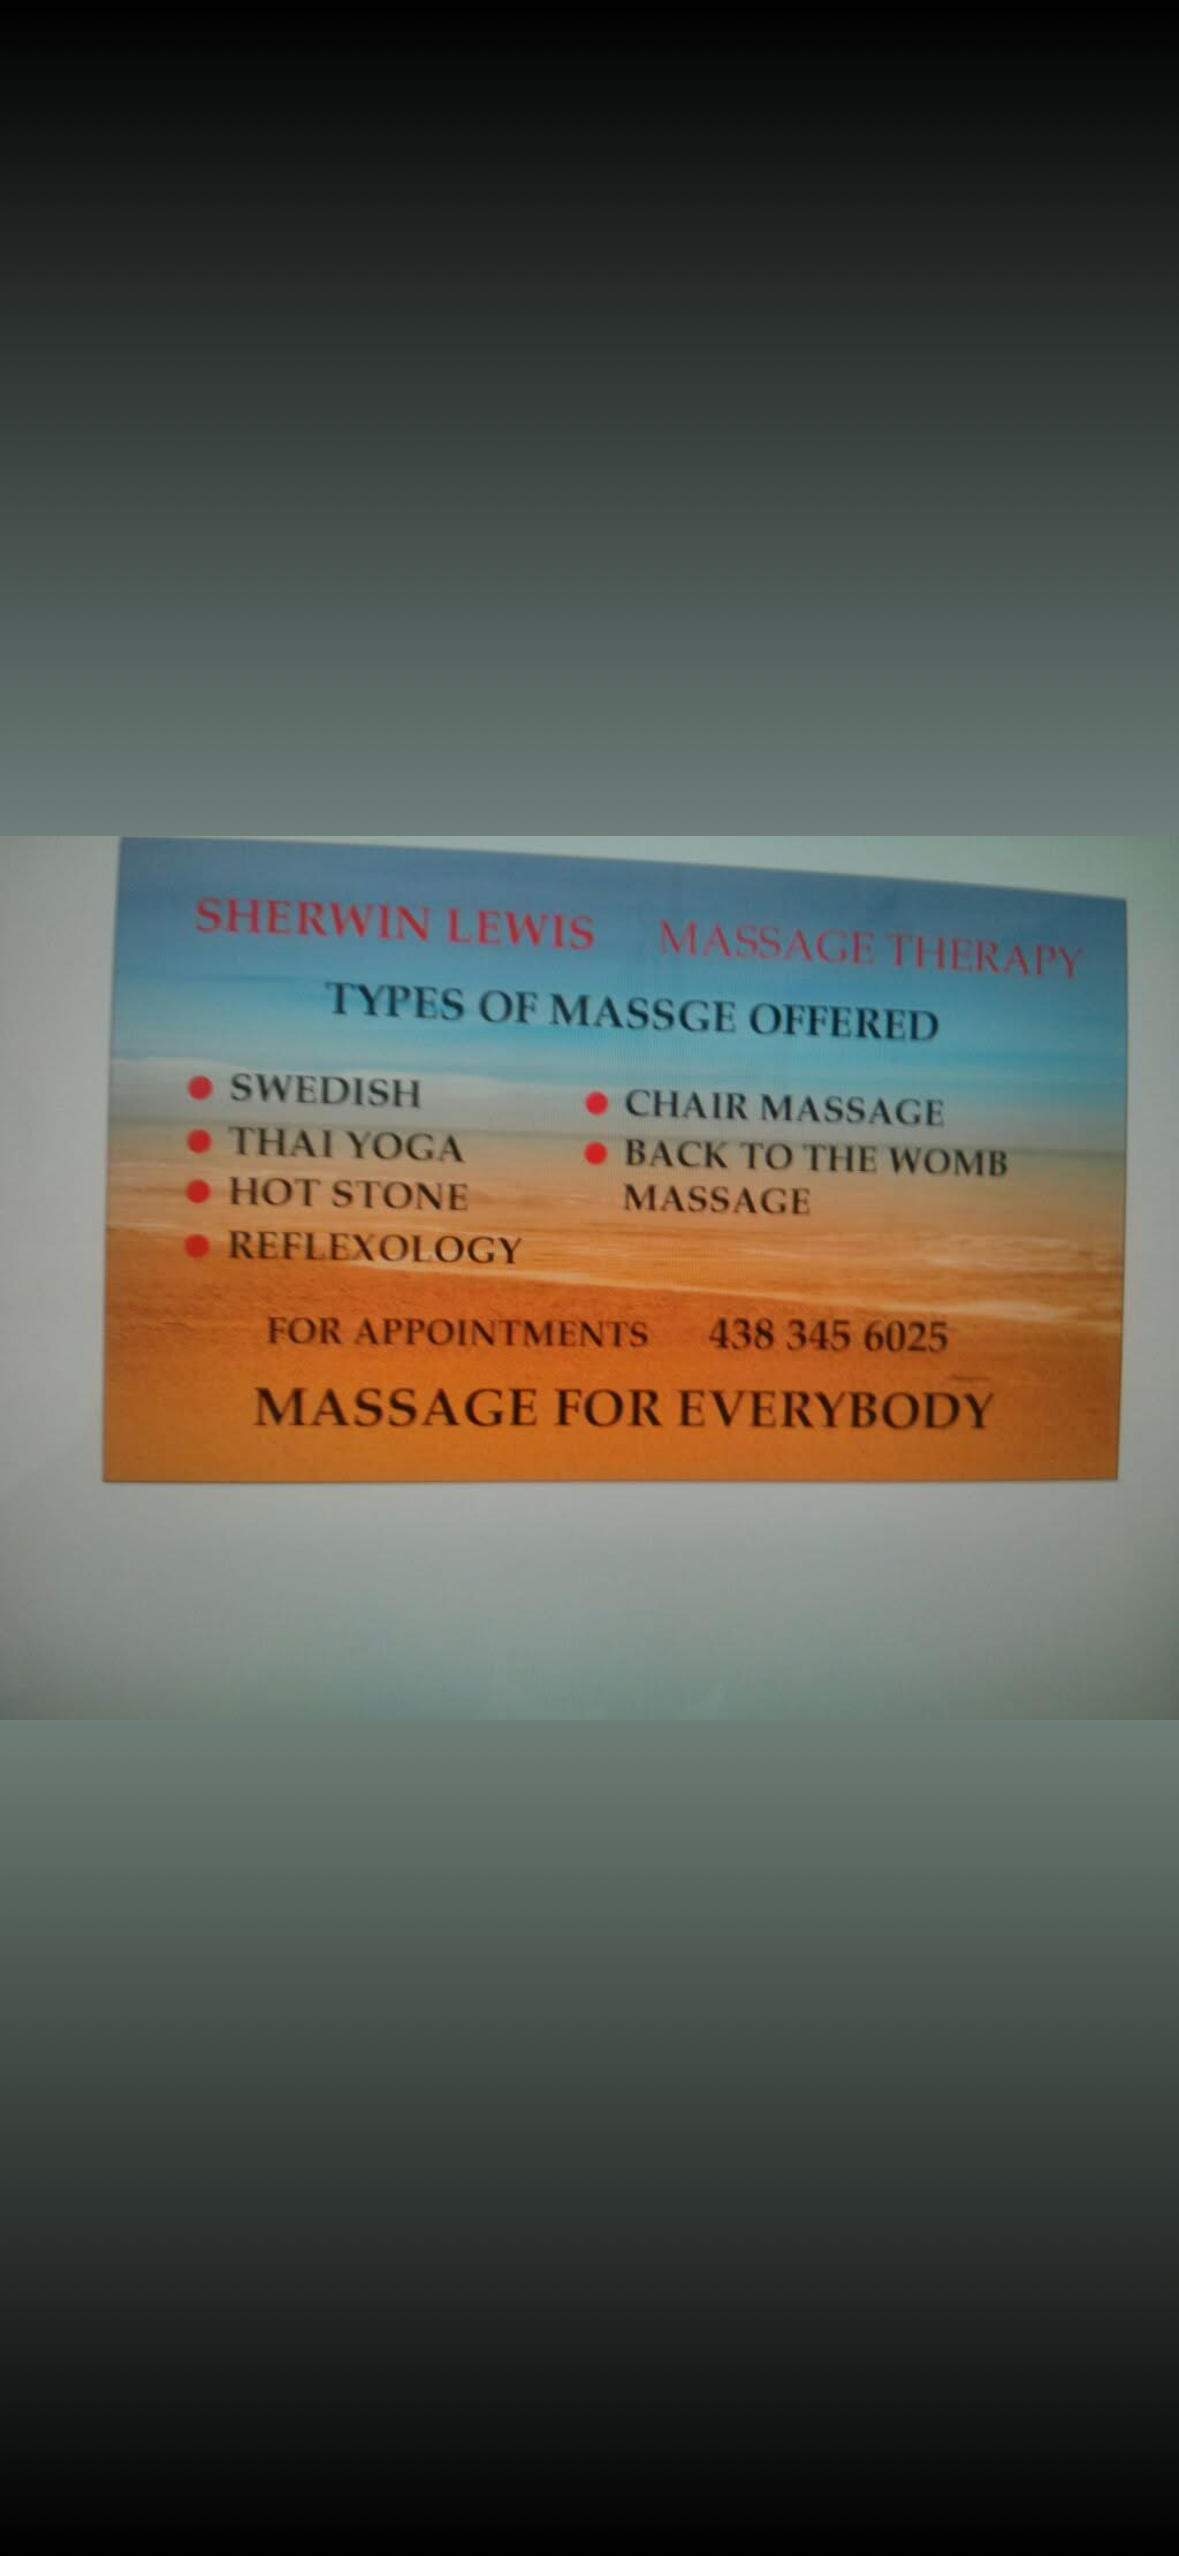 SHERWIN LEWIS MASSAGE THERAPY
TYPES OF MASSGE OFFERED
SWEDISH
THAI YOGA
HOT STONE
REFLEXOLOGY
CHAIR MASSAGE
BACK TO THE WOMB
MASSAGE
FOR APPOINTMENTS 438 345 6025
MASSAGE FOR EVERYBODY